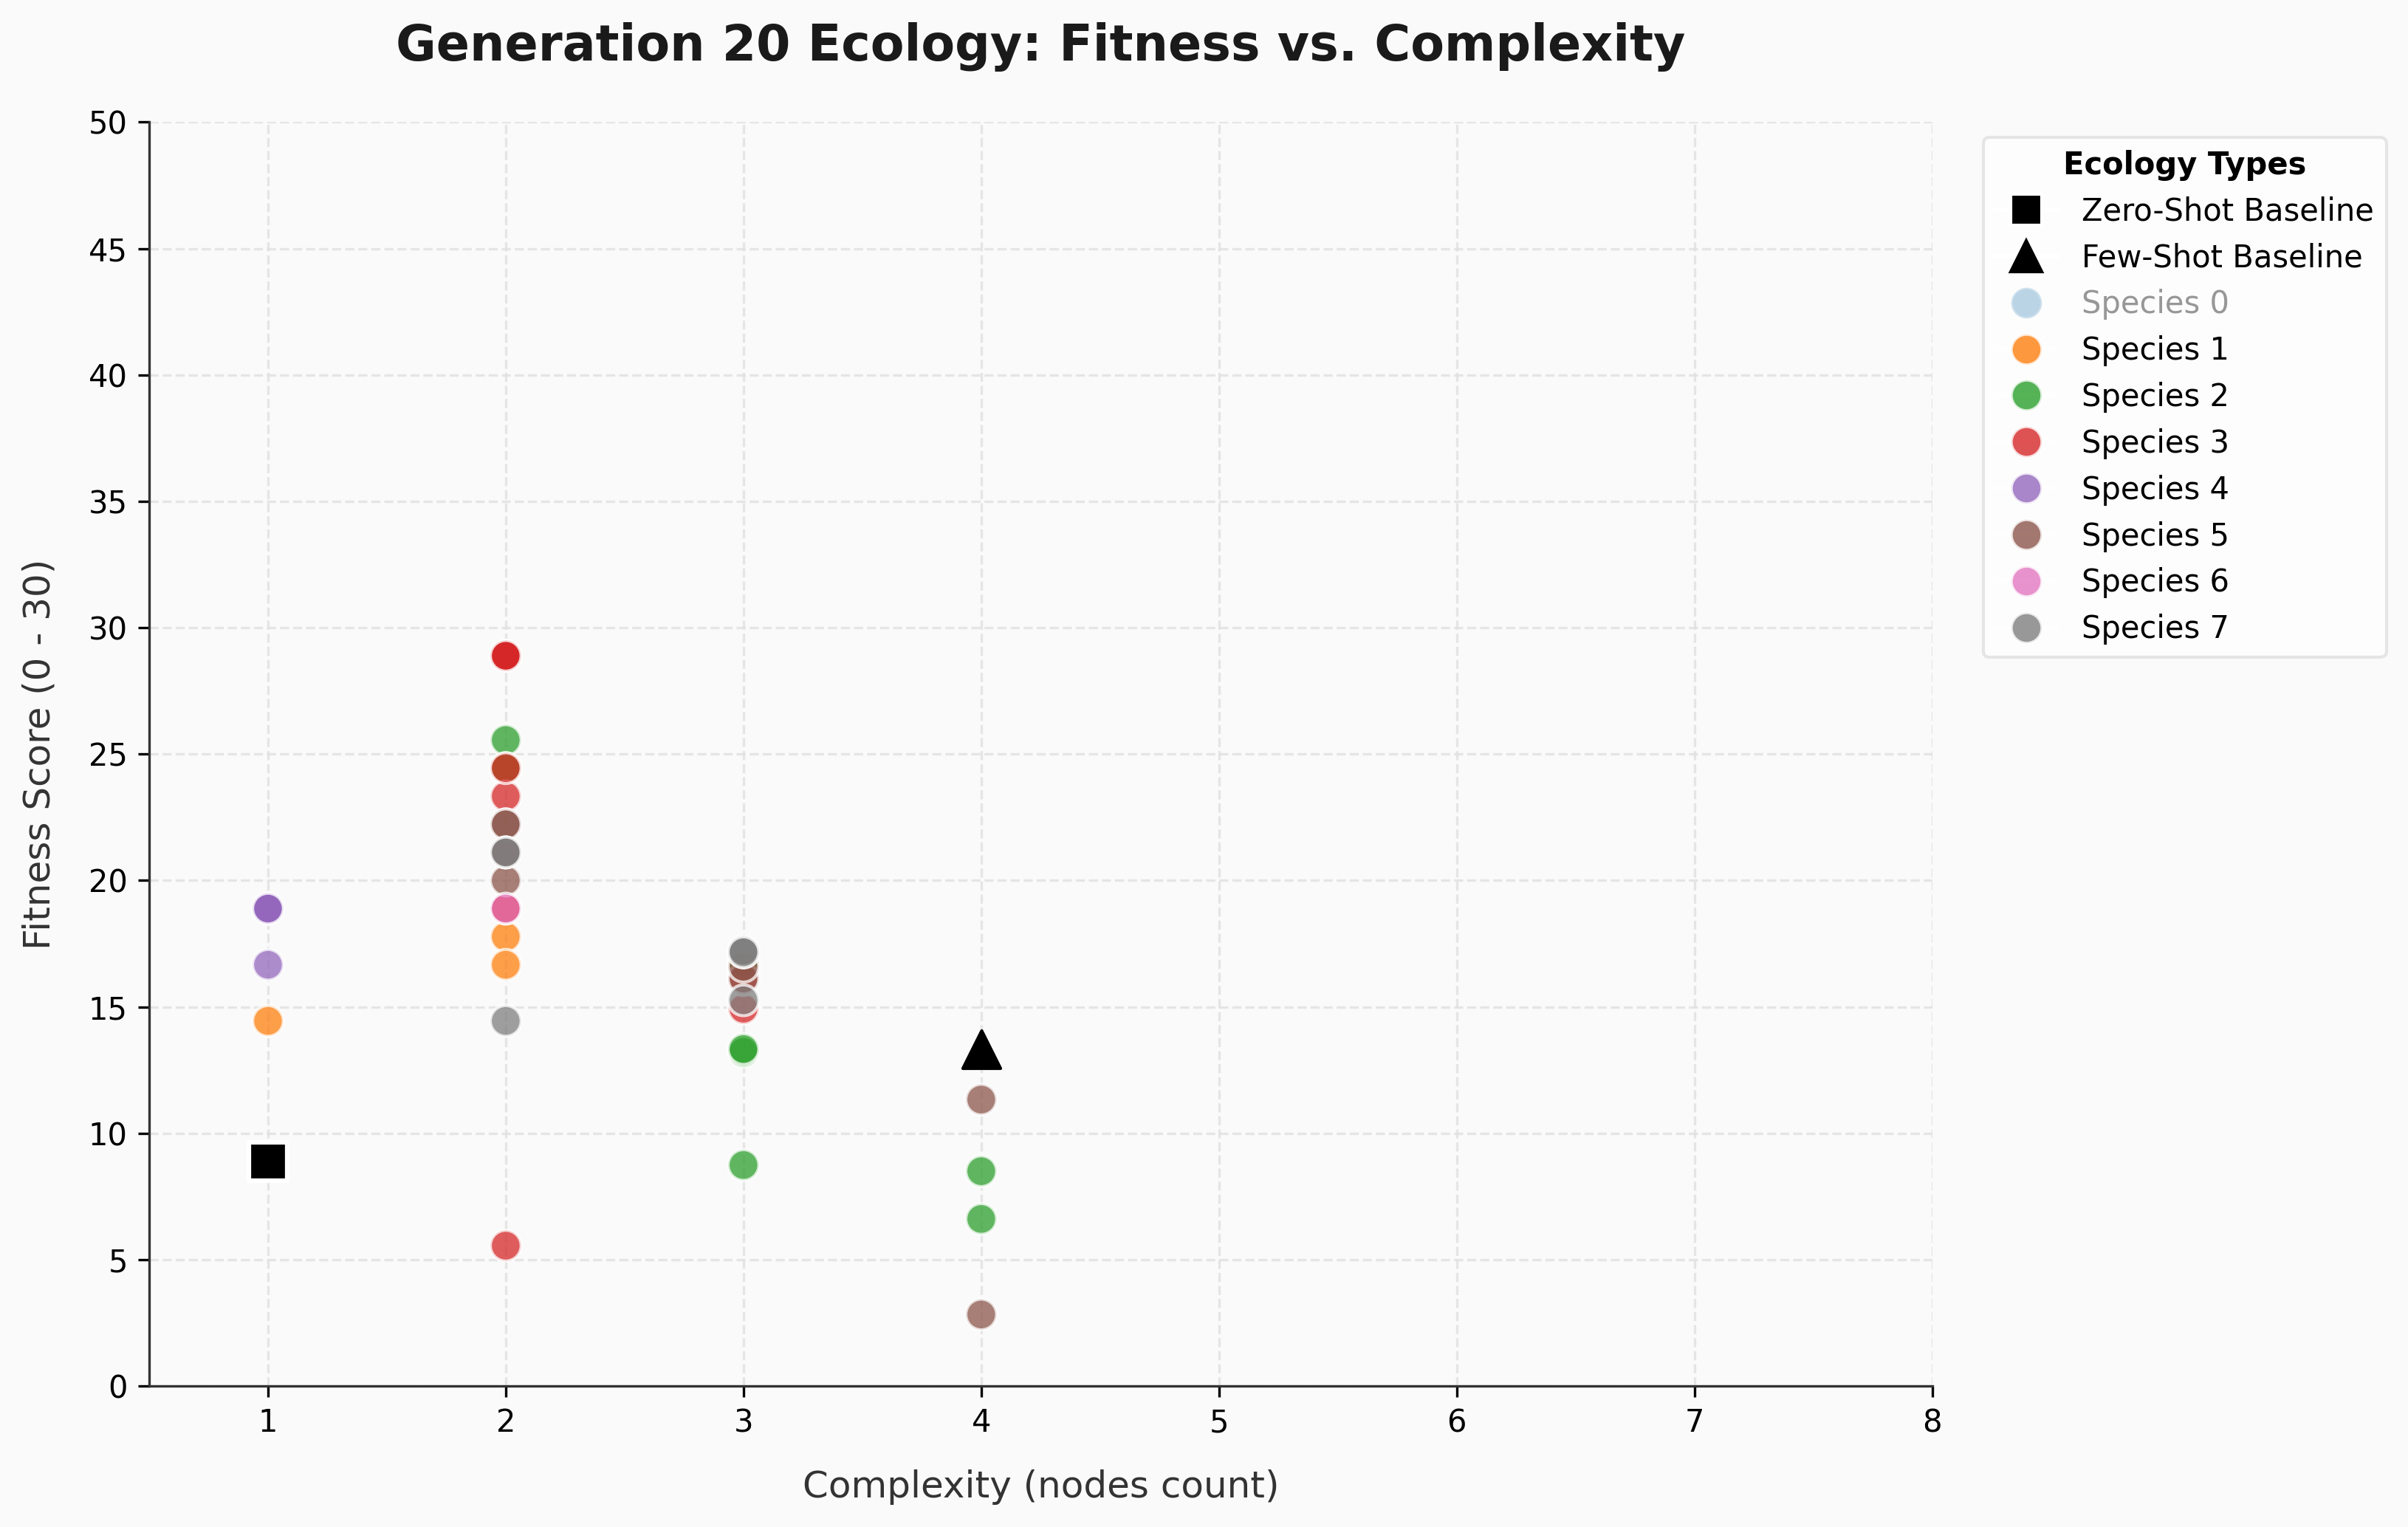 Generation 20 Ecology: Fitness vs. Complexity
50
45
40
35
30
25
20
15
10
5
0
Fitness Score (0 - 30)
1 2 3 4 5 6 7 8
Complexity (nodes count)
Ecology Types
Zero-Shot Baseline
Few-Shot Baseline
Species 0
Species 1
Species 2
Species 3
Species 4
Species 5
Species 6
Species 7